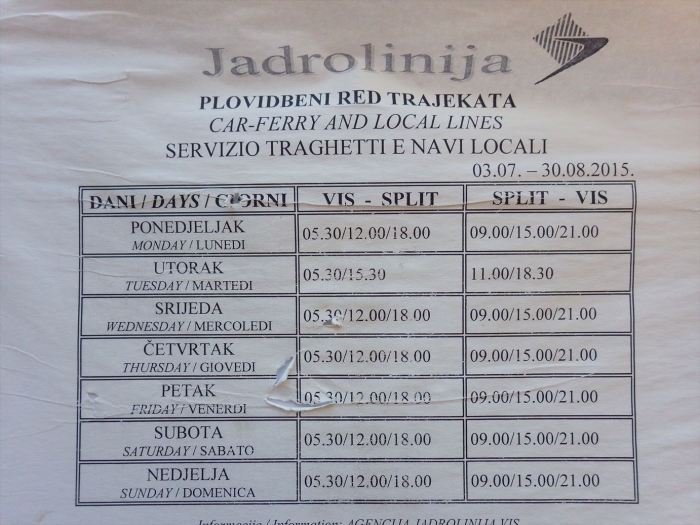 Jadrolinija
PLOVIDBENI RED TRAJEKATA
CAR-FERRY AND LOCAL LINES
SERVIZIO TRAGHETTI E NAVI LOCALI
03.07. – 30.08.2015.
DANI / DAYS / GIORNI VIS - SPLIT SPLIT - VIS
PONEDJELJAK
MONDAY / LUNEDI 05.30/12.00/18.00 09.00/15.00/21.00
UTORAK
TUESDAY / MARTEDI 05.30/15.30 11.00/18.30
SRIJEDA
WEDNESDAY / MERCOLEDI 05.30/12.00/18.00 09.00/15.00/21.00
ČETVRTAK
THURSDAY / GIOVEDI 05.30/12.00/18.00 09.00/15.00/21.00
PETAK
FRIDAY / VENERDI 05.30/12.00/18.00 09.00/15.00/21.00
SUBOTA
SATURDAY / SABATO 05.30/12.00/18.00 09.00/15.00/21.00
NEDJELJA
SUNDAY / DOMENICA 05.30/12.00/18.00 09.00/15.00/21.00
Informacije / Information: AGENCIJA JADROLINIJA VIS